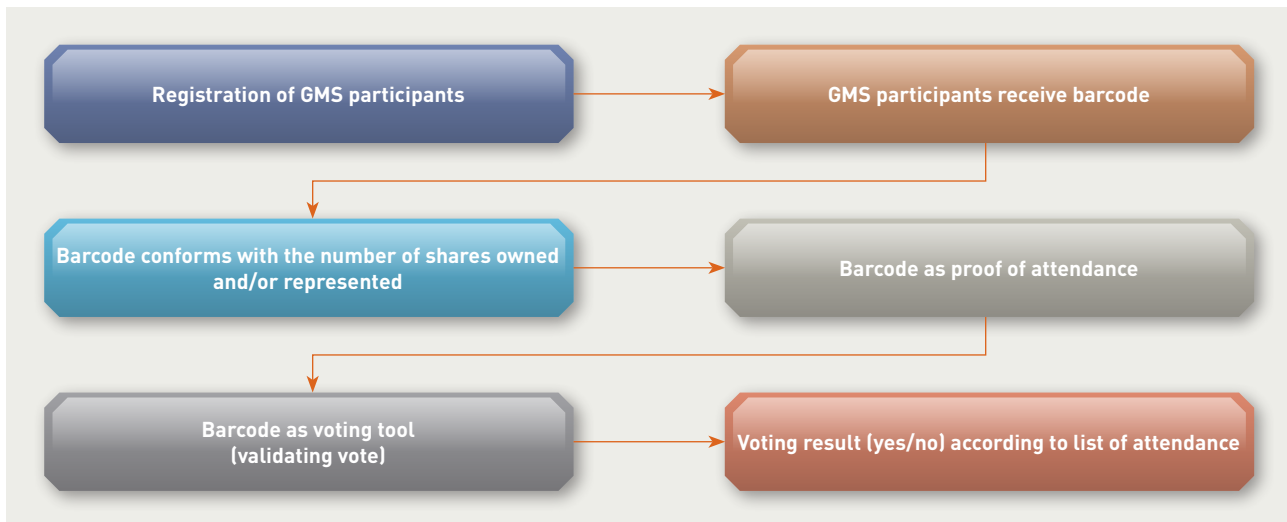 Registration of GMS participants
GMS participants receive barcode
Barcode conforms with the number of shares owned
and/or represented
Barcode as proof of attendance
Barcode as voting tool
(validating vote)
Voting result (yes/no) according to list of attendance